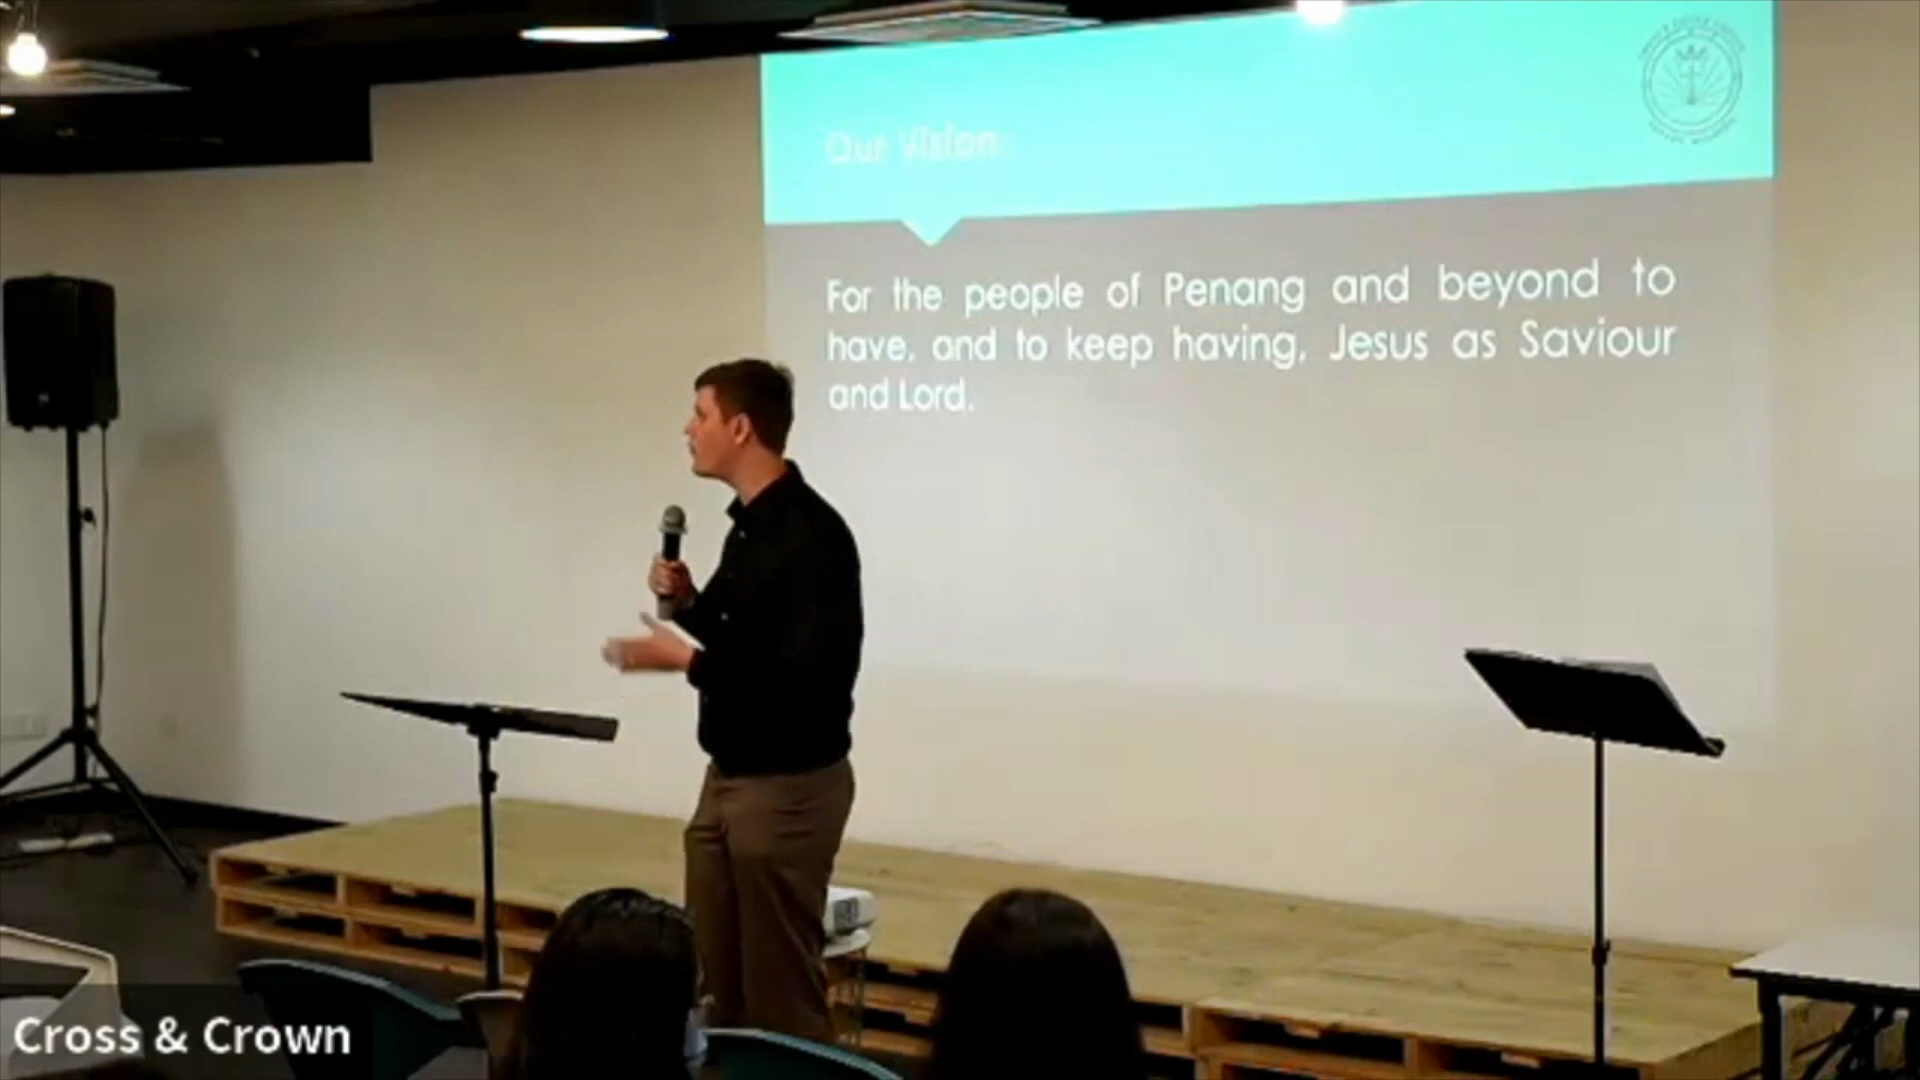 Our Vision:
For the people of Penang and beyond to
have, and to keep having, Jesus as Saviour
and Lord.
Cross & Crown